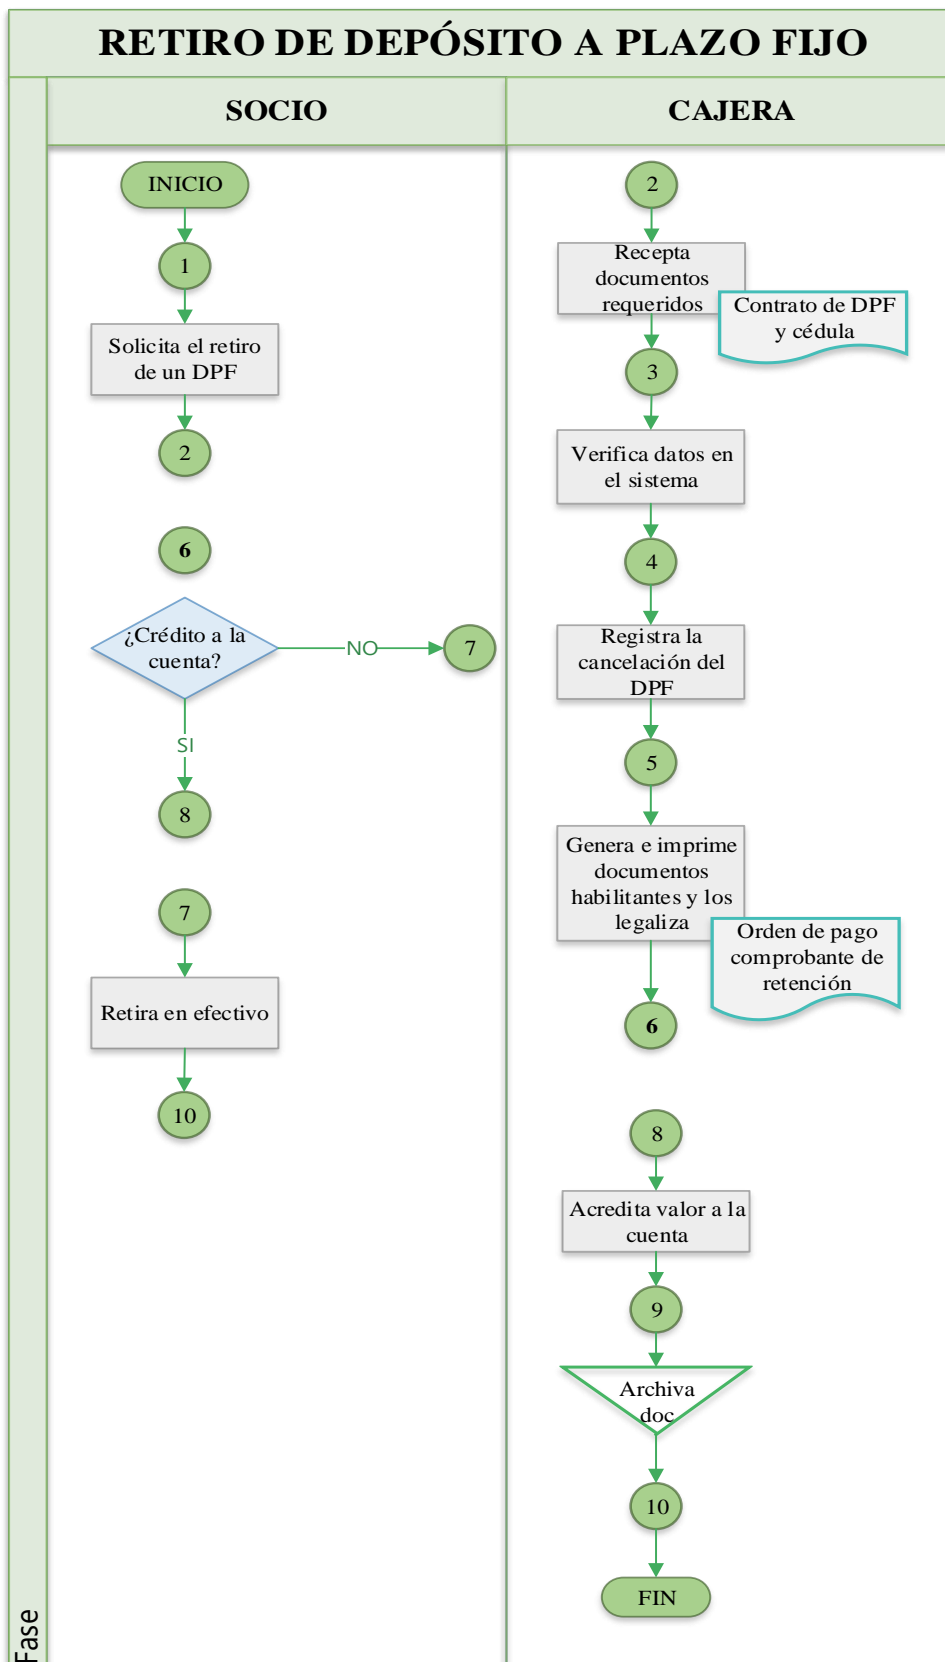 RETIRO DE DEPÓSITO A PLAZO FIJO
SOCIO
CAJERA
Fase
INICIO
1
Solicita el retiro
de un DPF
2
6
¿Crédito a la
cuenta?
NO
7
SI
8
7
Retira en efectivo
10
2
Recepta
documentos
requeridos
Contrato de DPF
y cédula
3
Verifica datos en
el sistema
4
Registra la
cancelación del
DPF
5
Genera e imprime
documentos
habilitantes y los
legaliza
Orden de pago
comprobante de
retención
6
8
Acredita valor a la
cuenta
9
Archiva
doc
10
FIN